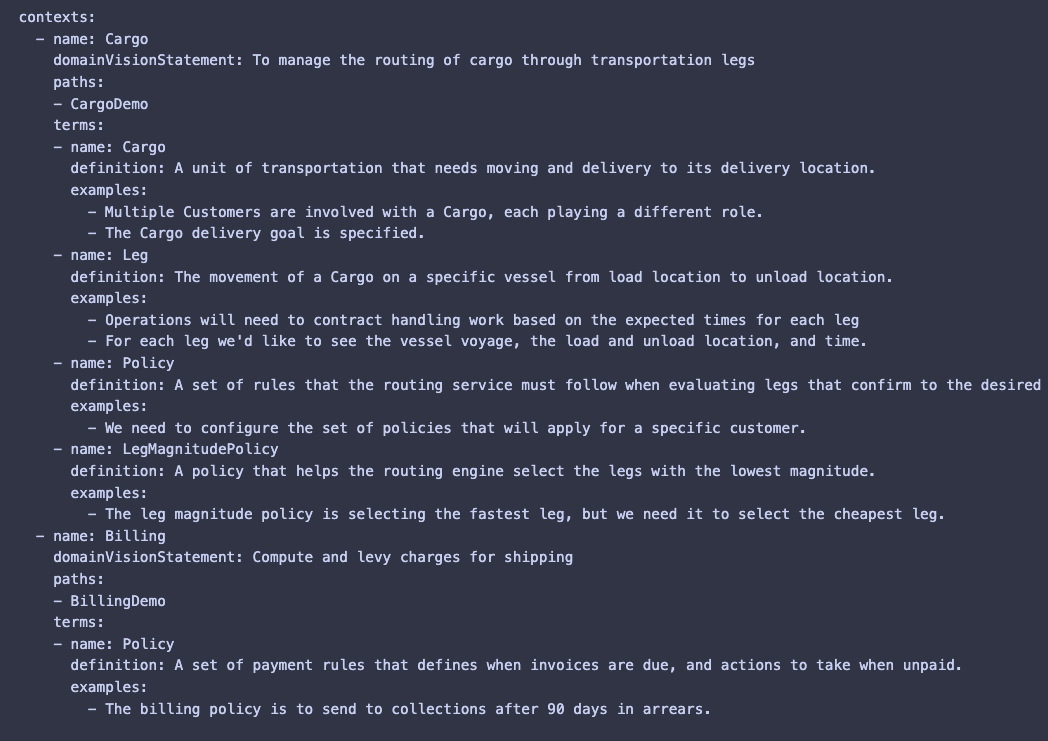 contexts:
  - name: Cargo
    domainVisionStatement: To manage the routing of cargo through transportation legs
    paths:
    - CargoDemo
    terms:
    - name: Cargo
      definition: A unit of transportation that needs moving and delivery to its delivery location.
      examples:
        - Multiple Customers are involved with a Cargo, each playing a different role.
        - The Cargo delivery goal is specified.
    - name: Leg
      definition: The movement of a Cargo on a specific vessel from load location to unload location.
      examples:
        - Operations will need to contract handling work based on the expected times for each leg
        - For each leg we'd like to see the vessel voyage, the load and unload location, and time.
    - name: Policy
      definition: A set of rules that the routing service must follow when evaluating legs that confirm to the desired
      examples:
        - We need to configure the set of policies that will apply for a specific customer.
    - name: LegMagnitudePolicy
      definition: A policy that helps the routing engine select the legs with the lowest magnitude.
      examples:
        - The leg magnitude policy is selecting the fastest leg, but we need it to select the cheapest leg.
  - name: Billing
    domainVisionStatement: Compute and levy charges for shipping
    paths:
    - BillingDemo
    terms:
    - name: Policy
      definition: A set of payment rules that defines when invoices are due, and actions to take when unpaid.
      examples:
        - The billing policy is to send to collections after 90 days in arrears.